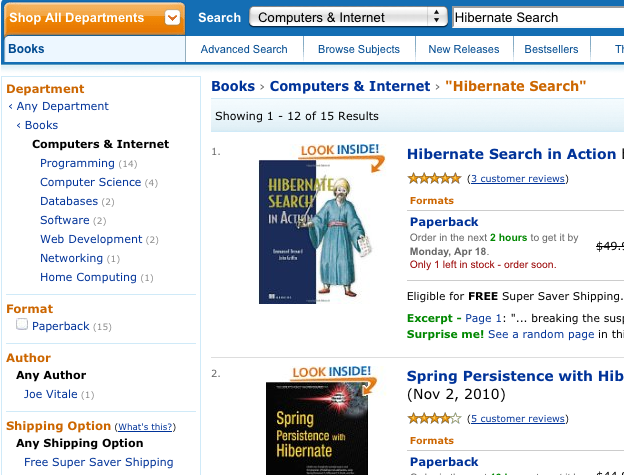 Shop All Departments
Search
Computers & Internet
Hibernate Search
Books
Advanced Search
Browse Subjects
New Releases
Bestsellers
Department
‹ Any Department
‹ Books
Computers & Internet
Programming (14)
Computer Science (4)
Databases (2)
Software (2)
Web Development (2)
Networking (1)
Home Computing (1)
Format
Paperback (15)
Author
Any Author
Joe Vitale (1)
Shipping Option (What's this?)
Any Shipping Option
Free Super Saver Shipping
Books › Computers & Internet › "Hibernate Search"
Showing 1 - 12 of 15 Results
1.
LOOK INSIDE!
HIBERNATE
SEARCH
IN ACTION
Emmanuel Bernard
John Griffin
MANNING
Hibernate Search in Action
(3 customer reviews)
Formats
Paperback
Order in the next 2 hours to get it by
Monday, Apr 18.
Only 1 left in stock - order soon.
$49.9
Eligible for FREE Super Saver Shipping.
Excerpt - Page 1: "... breaking the susp
Surprise me! See a random page in thi
2.
LOOK INSIDE!
Spring
Persistence with
Hibernate
Spring Persistence with Hib
(Nov 2, 2010)
(5 customer reviews)
Formats
Paperback